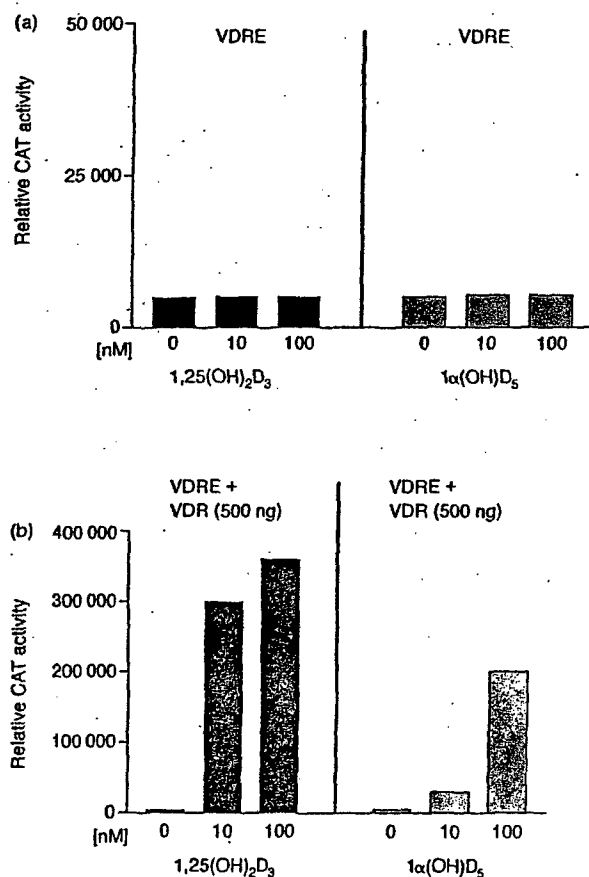 (a)
50 000
VDRE
VDRE
Relative CAT activity
25 000
0
[nM]
0
10
100
0
10
100
1,25(OH)₂D₃
1α(OH)D₅
VDRE +
VDR (500 ng)
VDRE +
VDR (500 ng)
(b)
400 000
Relative CAT activity
300 000
200 000
100 000
0
[nM]
0
10
100
0
10
100
1,25(OH)₂D₃
1α(OH)D₅